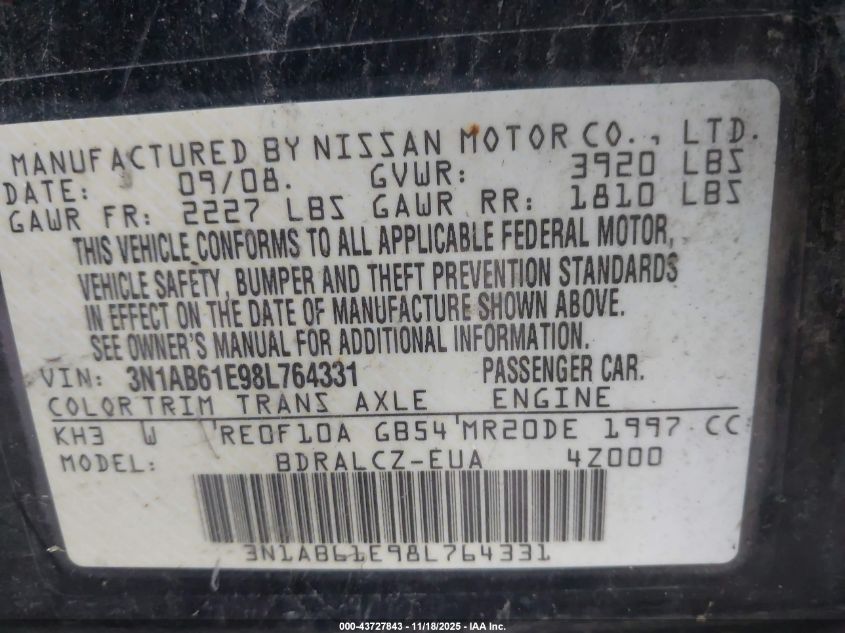 MANUFACTURED BY NISSAN MOTOR CO., LTD.
DATE: 09/08. GVWR: 3920 LBS
GAWR FR: 2227 LBS GAWR RR: 1810 LBS
THIS VEHICLE CONFORMS TO ALL APPLICABLE FEDERAL MOTOR,
VEHICLE SAFETY, BUMPER AND THEFT PREVENTION STANDARDS
IN EFFECT ON THE DATE OF MANUFACTURE SHOWN ABOVE.
SEE OWNER'S MANUAL FOR ADDITIONAL INFORMATION.
VIN: 3N1AB61E98L764331 PASSENGER CAR.
COLOR TRIM TRANS AXLE ENGINE
KH3 W RE0F10A GB54 MR20DE 1997 CC
MODEL: BDRALCZ-EUA 4Z000
3N1AB61E98L764331
000-43727843 - 11/18/2025 - IAA Inc.